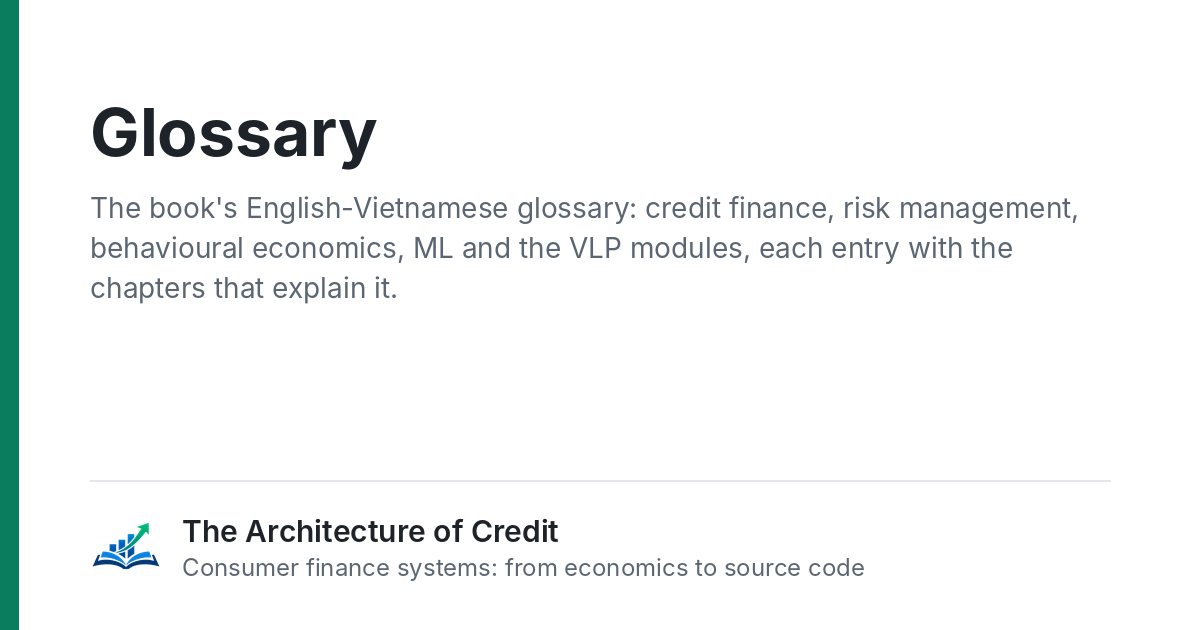 Glossary
The book's English-Vietnamese glossary: credit finance, risk management,
behavioural economics, ML and the VLP modules, each entry with the
chapters that explain it.
The Architecture of Credit
Consumer finance systems: from economics to source code